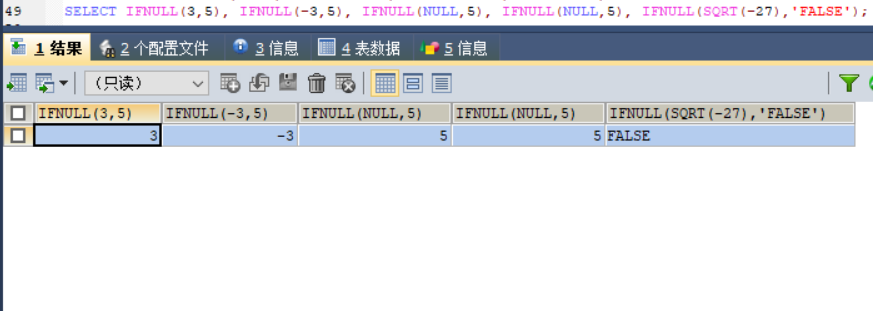 49 SELECT IFNULL(3,5), IFNULL(-3,5), IFNULL(NULL,5), IFNULL(NULL,5), IFNULL(SQRT(-27),'FALSE');
1 结果 2 个配置文件 3 信息 4 表数据 5 信息
(只读)
IFNULL(3,5) IFNULL(-3,5) IFNULL(NULL,5) IFNULL(NULL,5) IFNULL(SQRT(-27),'FALSE')
3 -3 5 5 FALSE